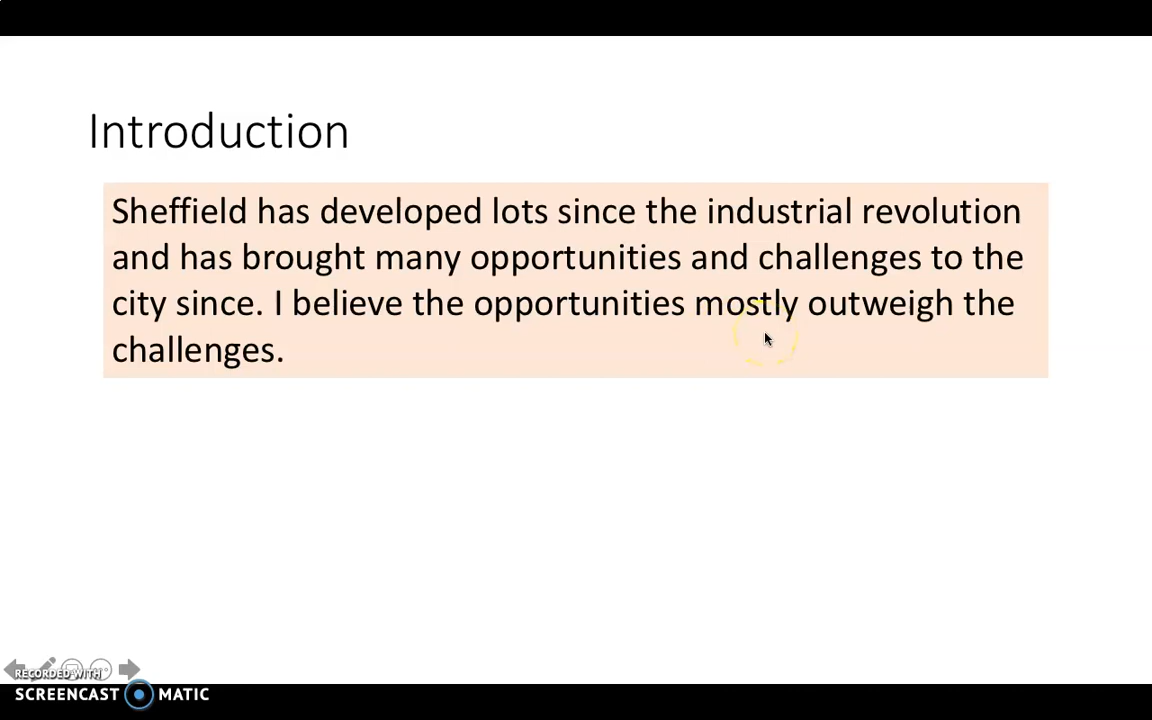 Introduction
Sheffield has developed lots since the industrial revolution
and has brought many opportunities and challenges to the
city since. I believe the opportunities mostly outweigh the
challenges.
RECORDED WITH
SCREENCAST MATIC